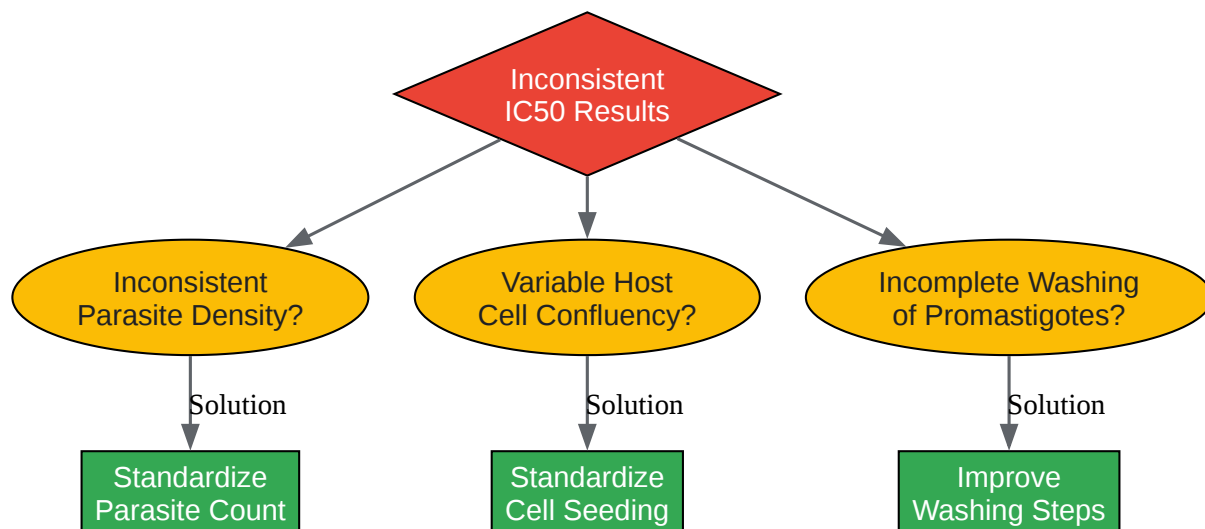 Inconsistent
IC50 Results
Inconsistent
Parasite Density?
Variable Host
Cell Confluency?
Incomplete Washing
of Promastigotes?
Solution
Solution
Solution
Standardize
Parasite Count
Standardize
Cell Seeding
Improve
Washing Steps